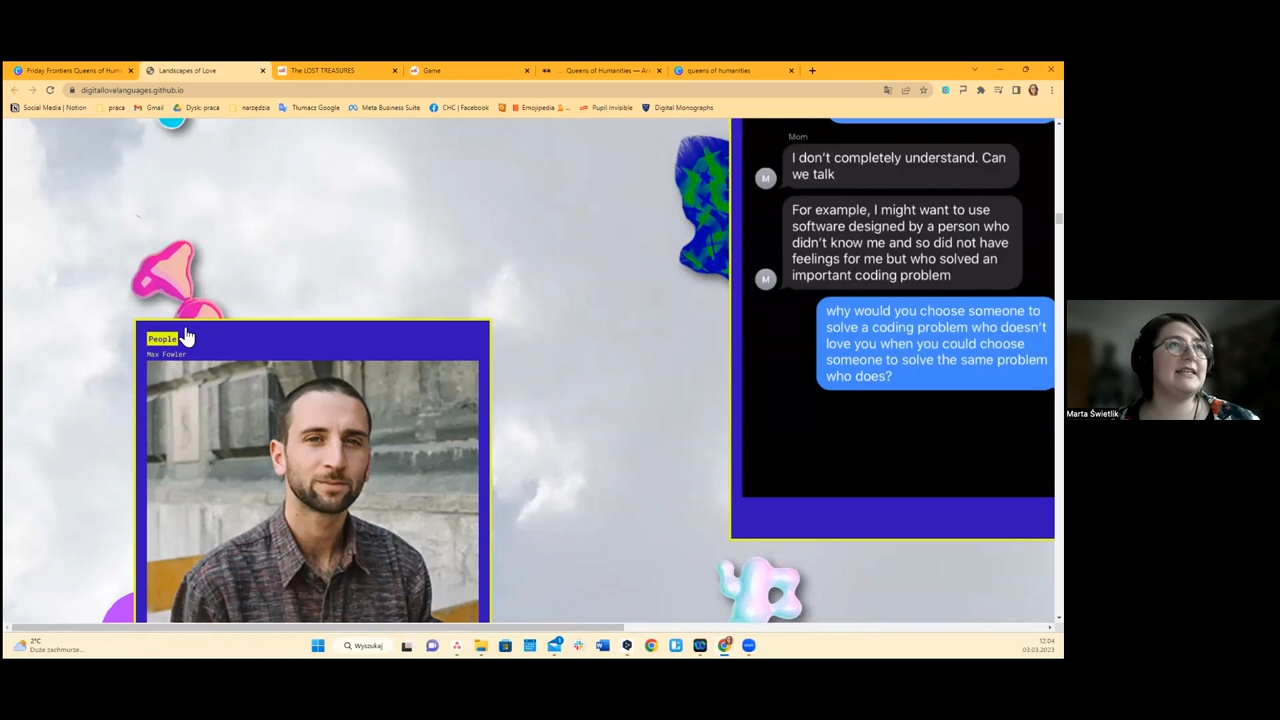 Friday Frontiers Queens of Hum
Landscapes of Love
The LOST TREASURES
Game
Queens of Humanities — Ar
queens of humanities
digitallovelanguages.github.io
Social Media | Notion
praca
Gmail
Dysk: praca
narzędzia
Tłumacz Google
Meta Business Suite
CHC | Facebook
Emojipedia
Pupil Invisible
Digital Monographs
Mom
I don't completely understand. Can
we talk
M
For example, I might want to use
software designed by a person who
didn't know me and so did not have
feelings for me but who solved an
important coding problem
M
why would you choose someone to
solve a coding problem who doesn't
love you when you could choose
someone to solve the same problem
who does?
People
Max Fowler
Marta Świetlik
2°C
Duże zachmurze...
Wyszukaj
12:04
03.03.2023